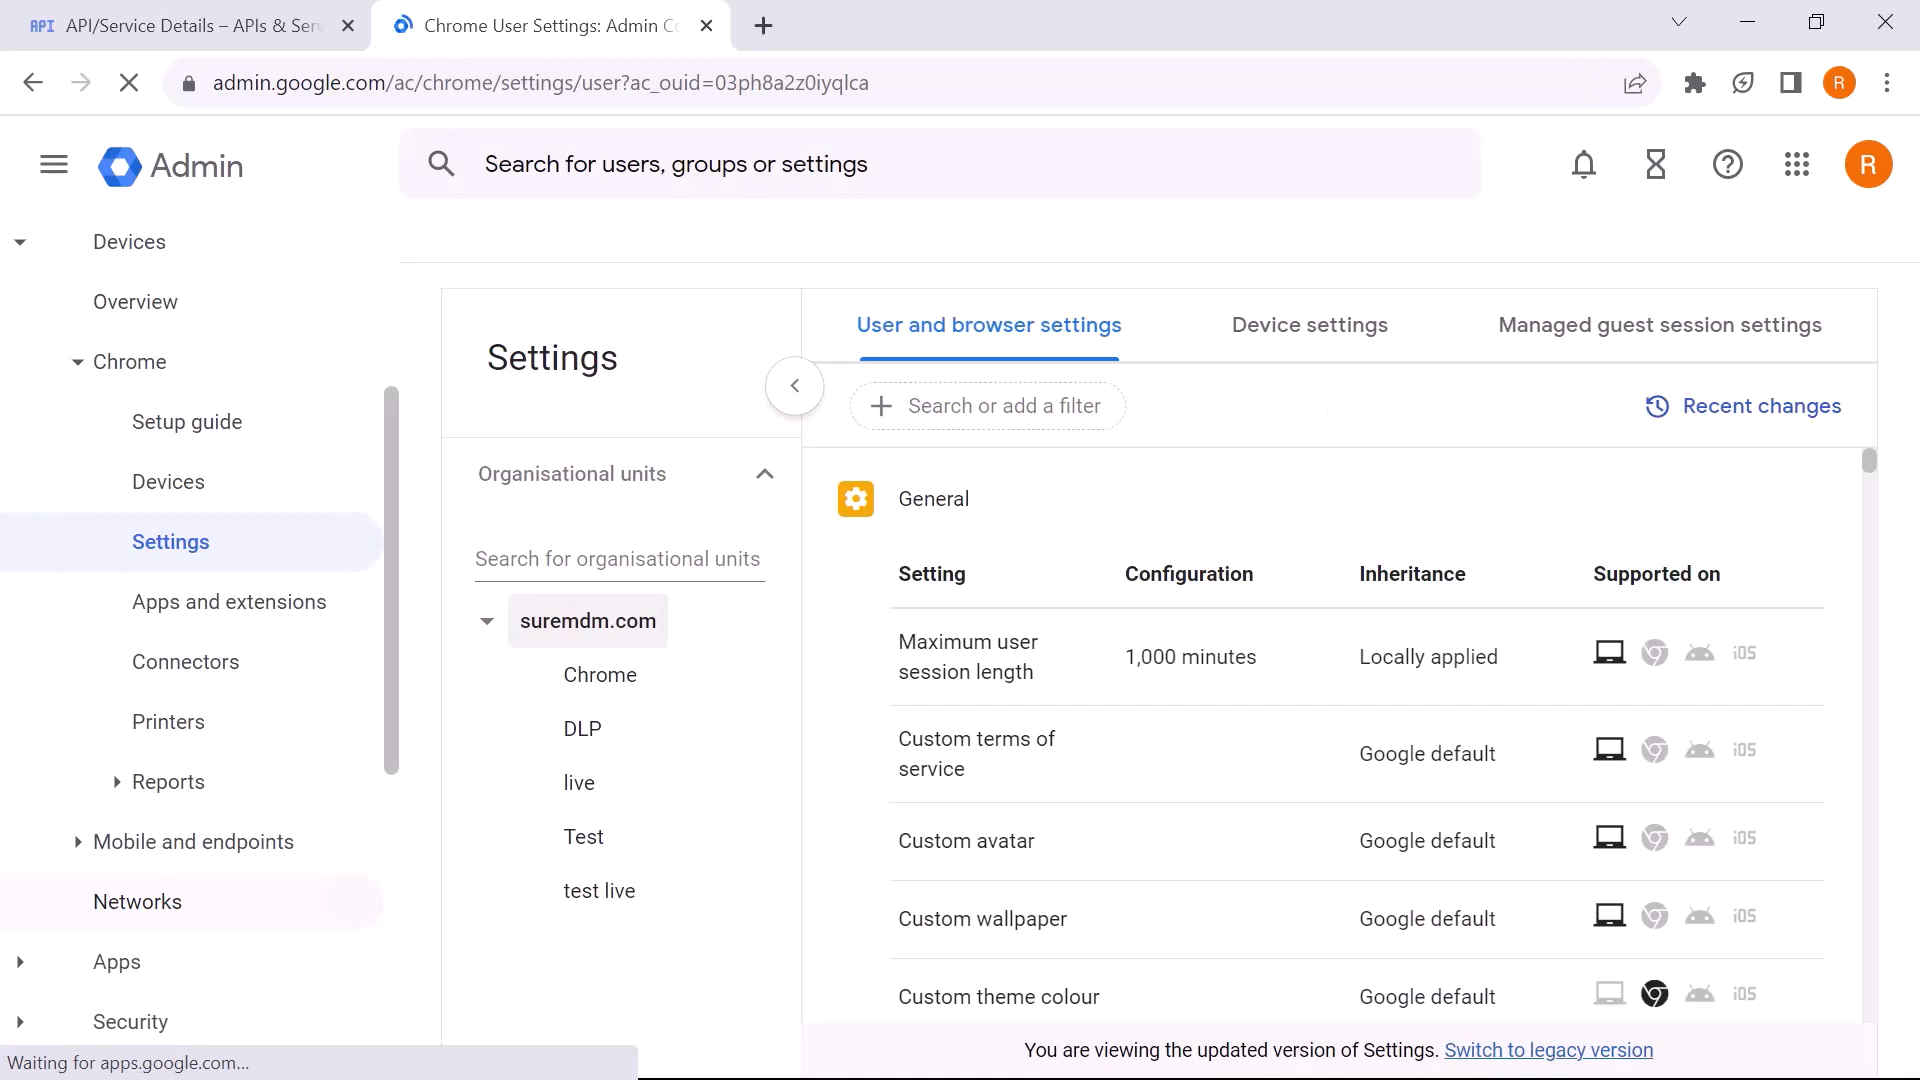 API API/Service Details – APIs & Serv
Chrome User Settings: Admin Co
admin.google.com/ac/chrome/settings/user?ac_ouid=03ph8a2z0iyqlca
R
Admin
Search for users, groups or settings
R
Devices
Overview
Chrome
Setup guide
Devices
Settings
Apps and extensions
Connectors
Printers
Reports
Mobile and endpoints
Networks
Apps
Security
Waiting for apps.google.com...
Settings
Organisational units
Search for organisational units
suremdm.com
Chrome
DLP
live
Test
test live
User and browser settings
Device settings
Managed guest session settings
Search or add a filter
Recent changes
General
Setting Configuration Inheritance Supported on
Maximum user
session length
1,000 minutes Locally applied iOS
Custom terms of
service
Google default iOS
Custom avatar Google default iOS
Custom wallpaper Google default iOS
Custom theme colour Google default iOS
You are viewing the updated version of Settings. Switch to legacy version